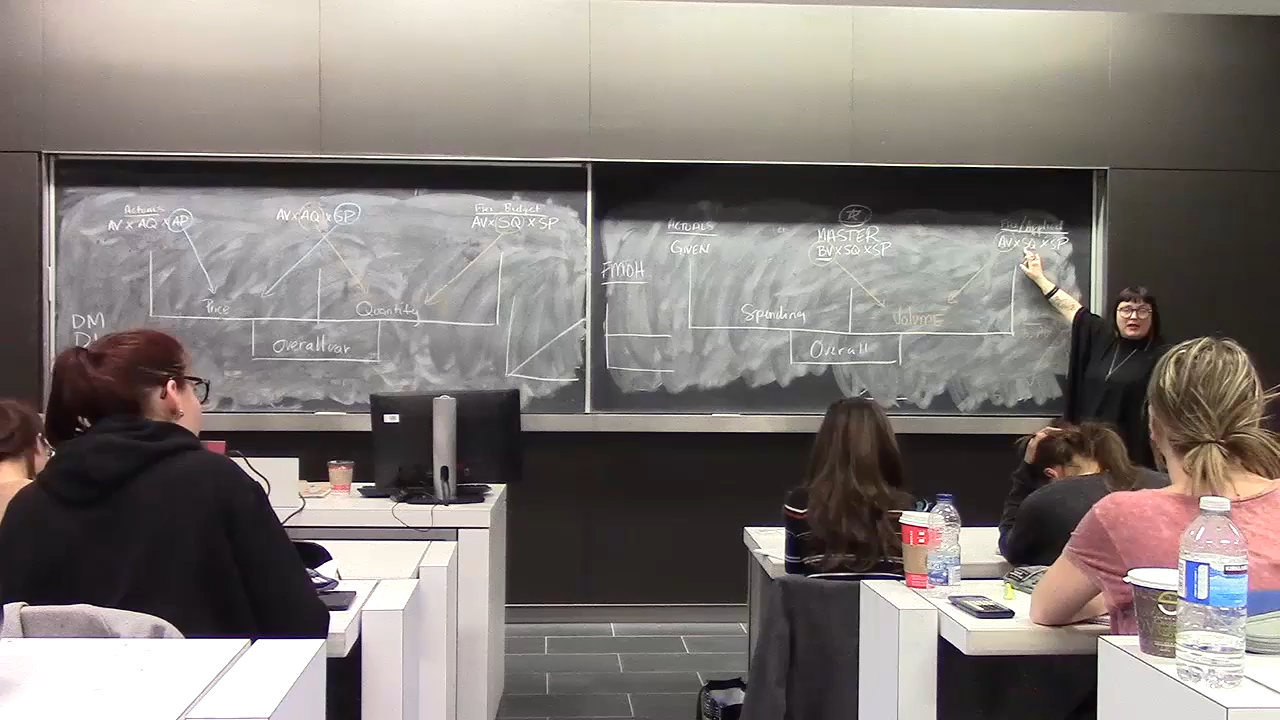 Actuals
AV x AQ x AP
AV x AQ x SP
Flex Budget
AV x SQ x SP
Price
Quantity
Overall var
DM
ACTUALS
GIVEN
or
MASTER
BV x SQ x SP
Flex/Applied
AV x SQ x SP
FMOH
Spending
Volume
Overall